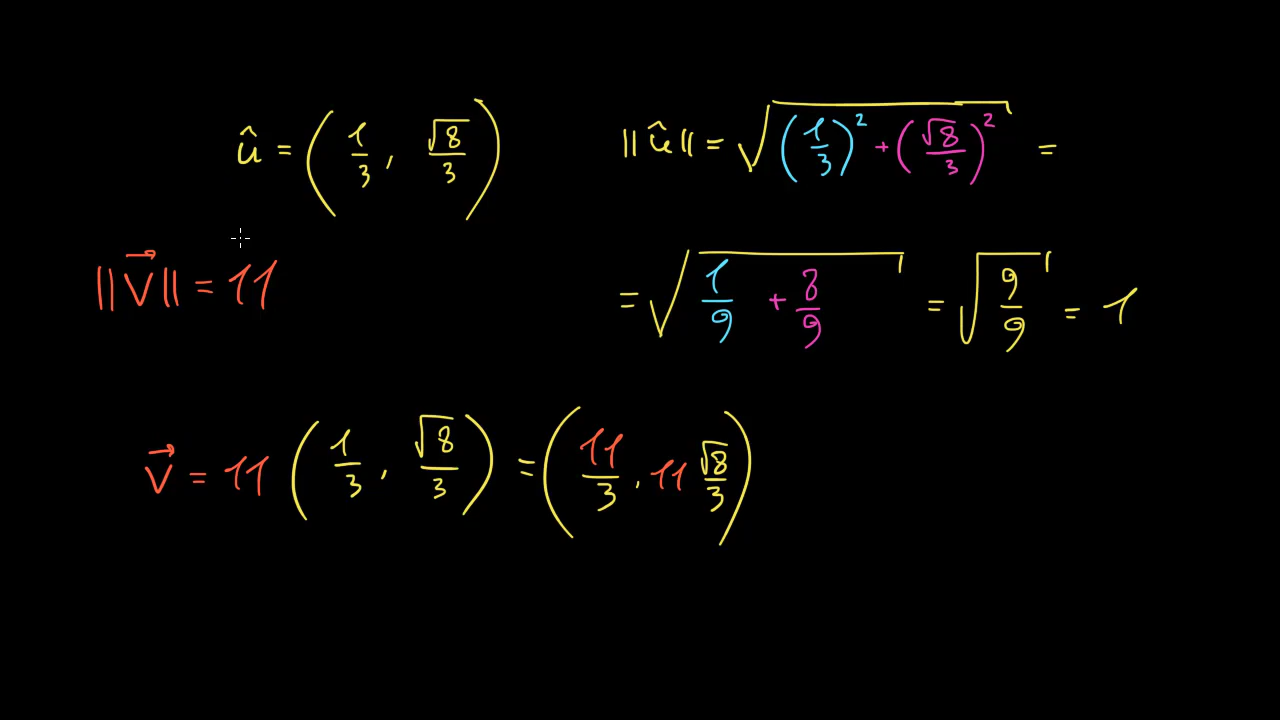 û = (1/3, √8/3)
||û|| = √((1/3)² + (√8/3)²) =
||v⃗|| = 11
= √(1/9 + 8/9) = √(9/9) = 1
v⃗ = 11 (1/3, √8/3) = (11/3, 11 √8/3)